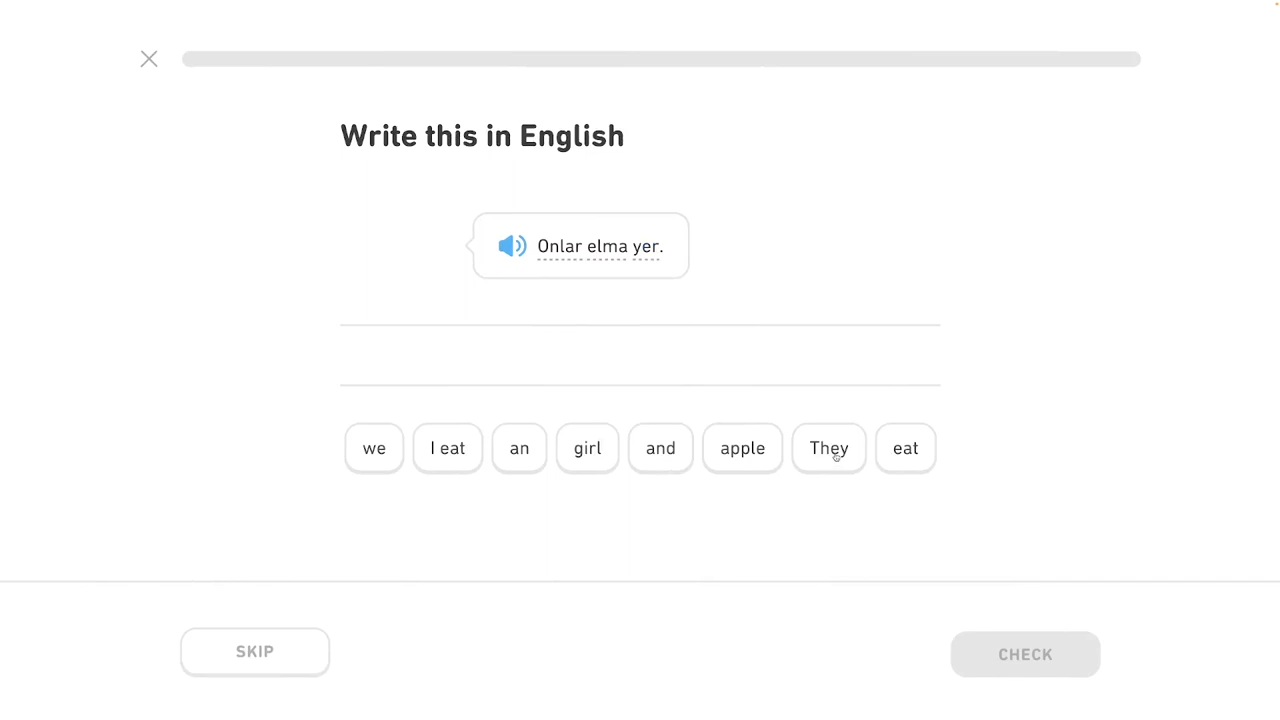 Write this in English
Onlar elma yer.
we I eat an girl and apple They eat
SKIP CHECK